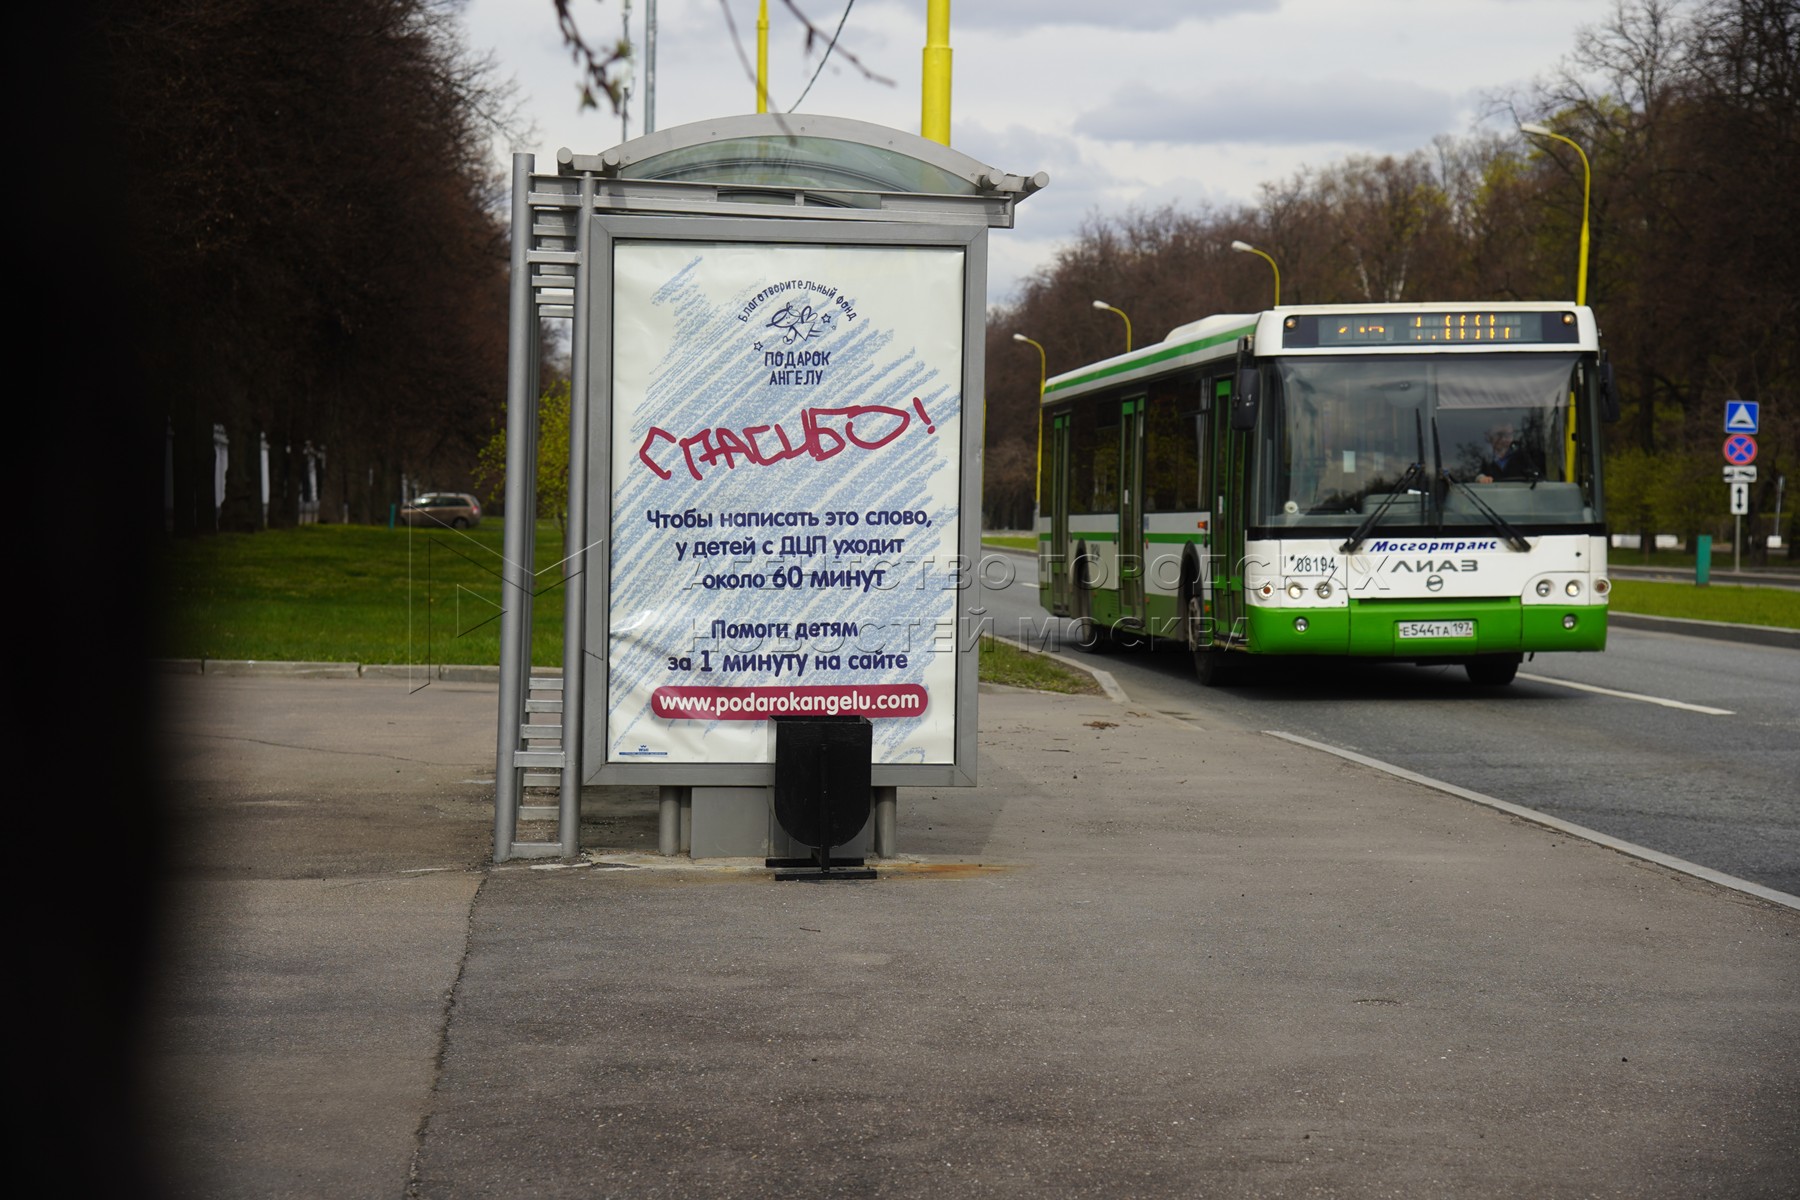 Благотворительный фонд
ПОДАРОК
АНГЕЛУ
СПАСИБО!
Чтобы написать это слово,
у детей с ДЦП уходит
около 60 минут
Помоги детям
за 1 минуту на сайте
www.podarokangelu.com
Мосгортранс
08194
ЛИАЗ
Е544ТА 197
АГЕНТСТВО ГОРОДСКИХ
НОВОСТЕЙ МОСКВА